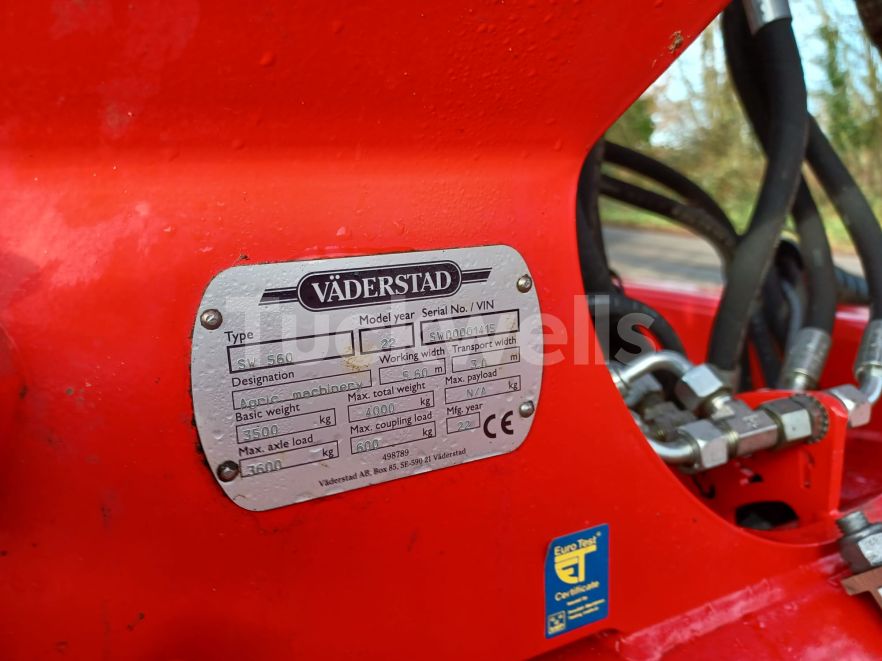 VÄDERSTAD
Type Model year Serial No. / VIN
SW 560 22 SW00001415
Designation Working width Transport width
Agric machinery 5.60 m 3.0 m
Basic weight Max. total weight Max. payload
3500 kg 4000 kg N/A kg
Max. axle load Max. coupling load Mfg. year
3600 kg 600 kg 22 CE
498789
Väderstad AB, Box 85, SE-590 21 Väderstad
Tuckwells
Euro Test
ET
Certificate